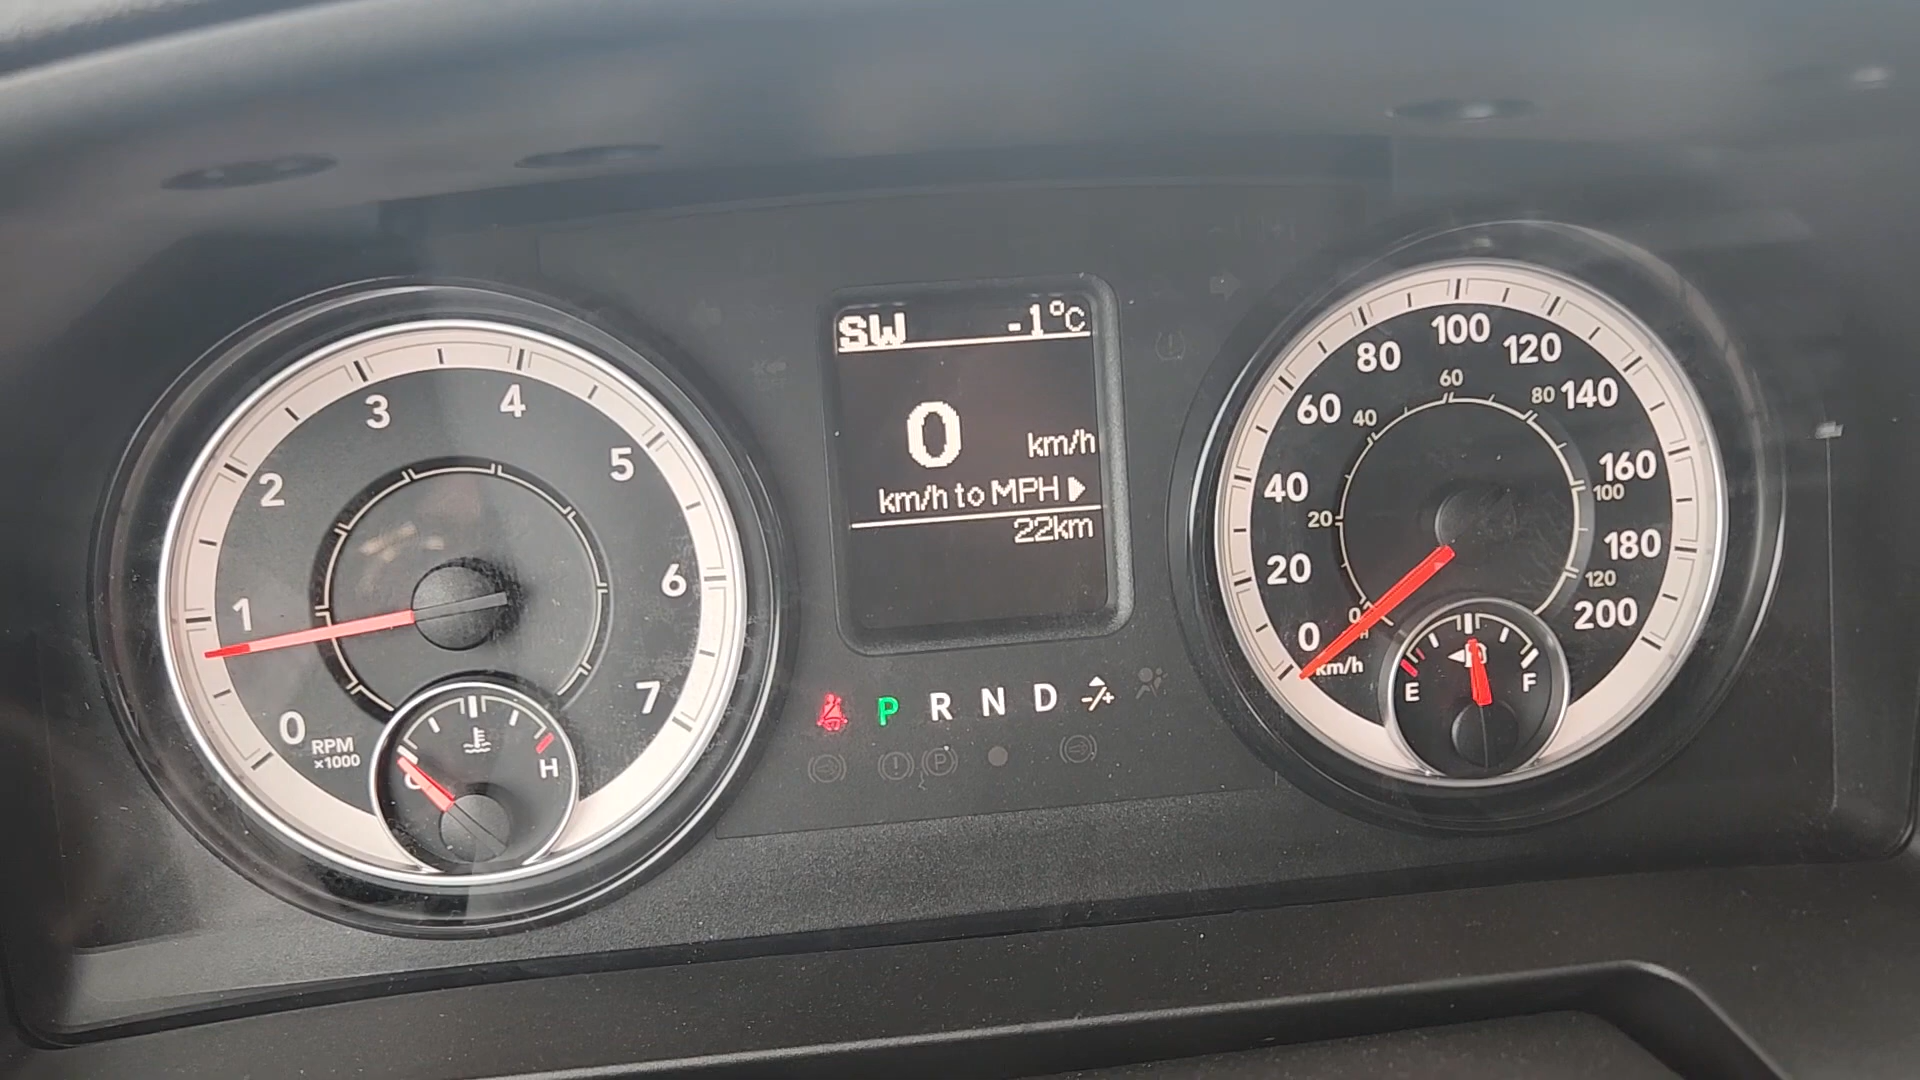 SW -1°C
0 km/h
km/h to MPH
22km
P R N D
0 1 2 3 4 5 6 7
RPM
x1000
C H
0 20 40 60 80 100 120 140 160 180 200
km/h
0 20 40 60 80 100 120
E F